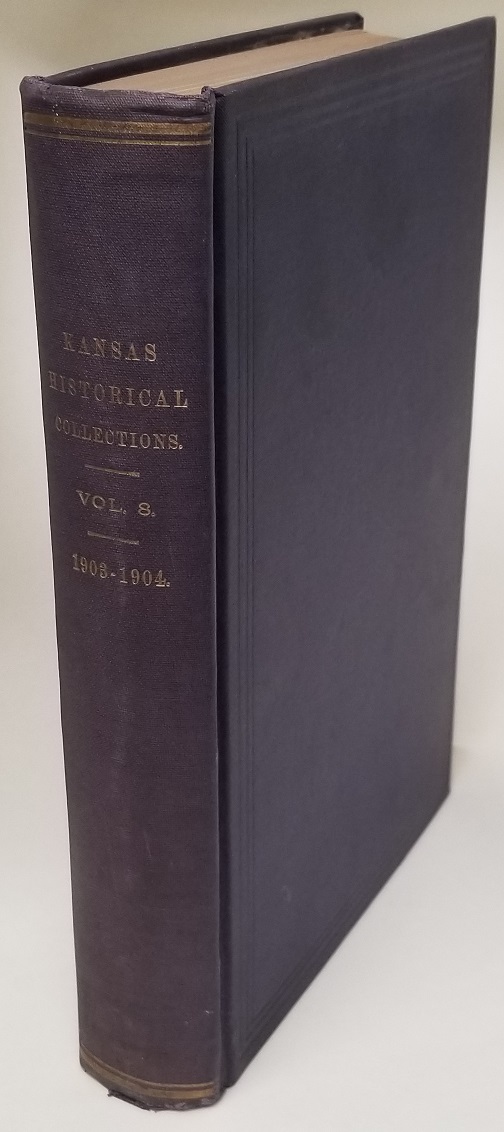 KANSAS
HISTORICAL
COLLECTIONS.
VOL. 8.
1903-1904.